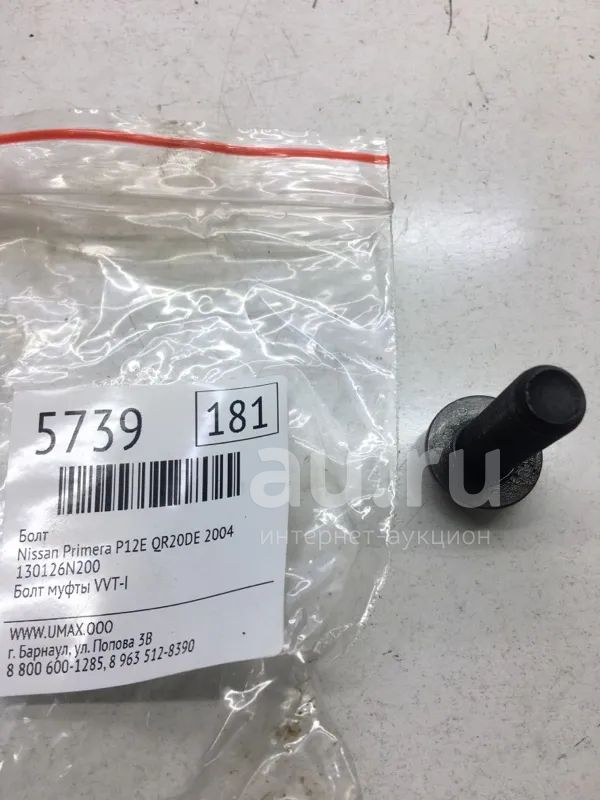 5739
181
Болт
Nissan Primera P12E QR20DE 2004
130126N200
Болт муфты VVT-I
WWW.UMAX.OOO
г. Барнаул, ул. Попова 3В
8 800 600-1285, 8 963 512-8390
au.ru
интернет-аукцион